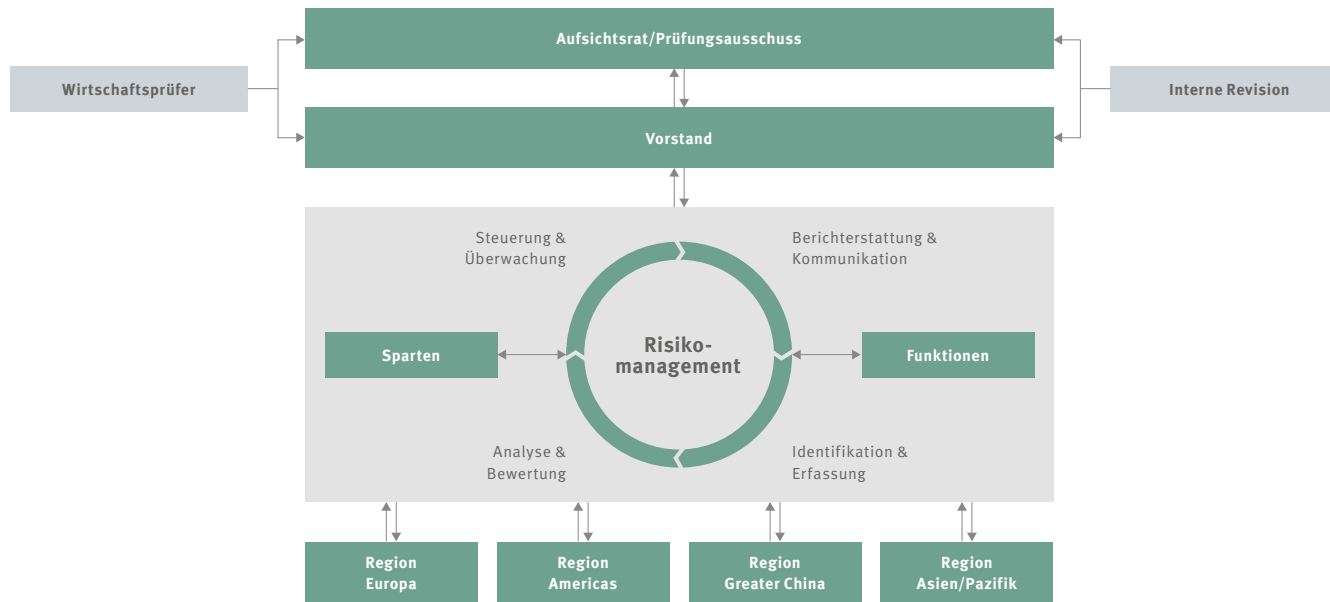 Aufsichtsrat/Prüfungsausschuss
Wirtschaftsprüfer
Interne Revision
Vorstand
Steuerung &
Überwachung
Berichterstattung &
Kommunikation
Sparten
Risiko-
management
Funktionen
Analyse &
Bewertung
Identifikation &
Erfassung
Region
Europa
Region
Americas
Region
Greater China
Region
Asien/Pazifik